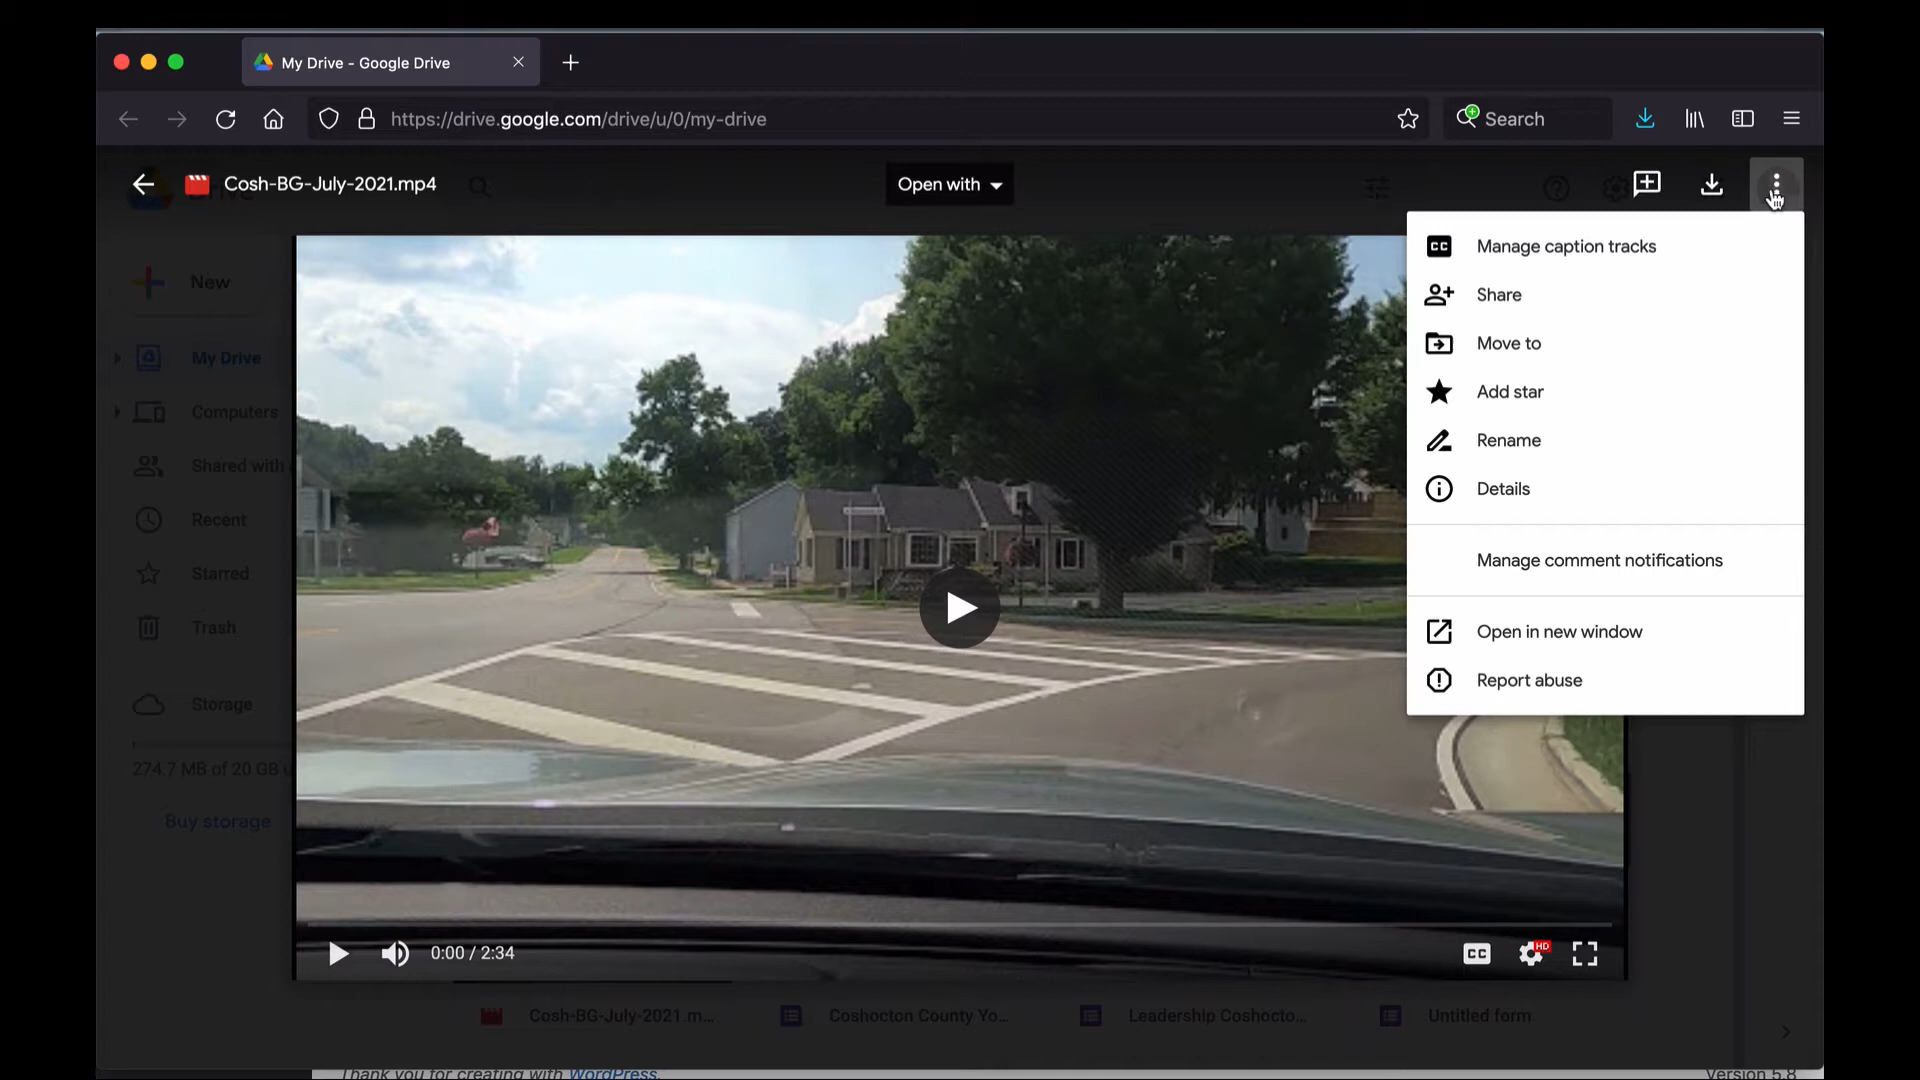 My Drive - Google Drive
https://drive.google.com/drive/u/0/my-drive
Search
Cosh-BG-July-2021.mp4
Open with
Manage caption tracks
Share
Move to
Add star
Rename
Details
Manage comment notifications
Open in new window
Report abuse
New
My Drive
Computers
Shared with
Recent
Starred
Trash
Storage
274.7 MB of 20 GB
Buy storage
0:00 / 2:34
CC
HD
Cosh-BG-July-2021.m...
Coshocton County Yo...
Leadership Coshocto...
Untitled form
Thank you for creating with WordPress.
Version 5.8